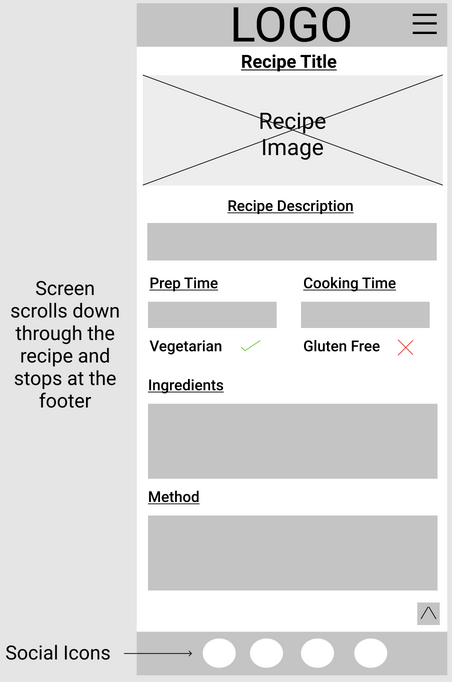 LOGO
Recipe Title
Recipe
Image
Recipe Description
Prep Time
Cooking Time
Vegetarian
Gluten Free
Ingredients
Method
Screen
scrolls down
through the
recipe and
stops at the
footer
Social Icons